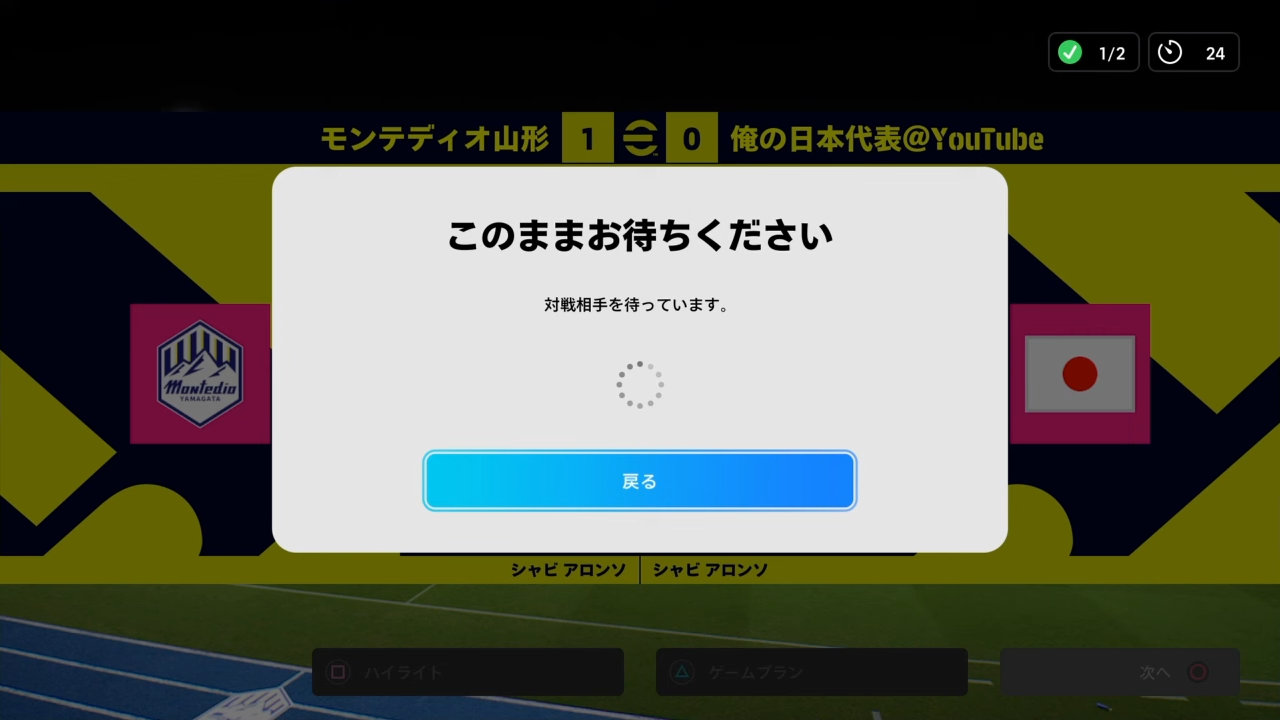 1/2
24
モンテディオ山形 1 0 俺の日本代表@YouTube
このままお待ちください
対戦相手を待っています。
Montedio
YAMAGATA
戻る
シャビ アロンソ シャビ アロンソ
ハイライト ゲームプラン 次へ